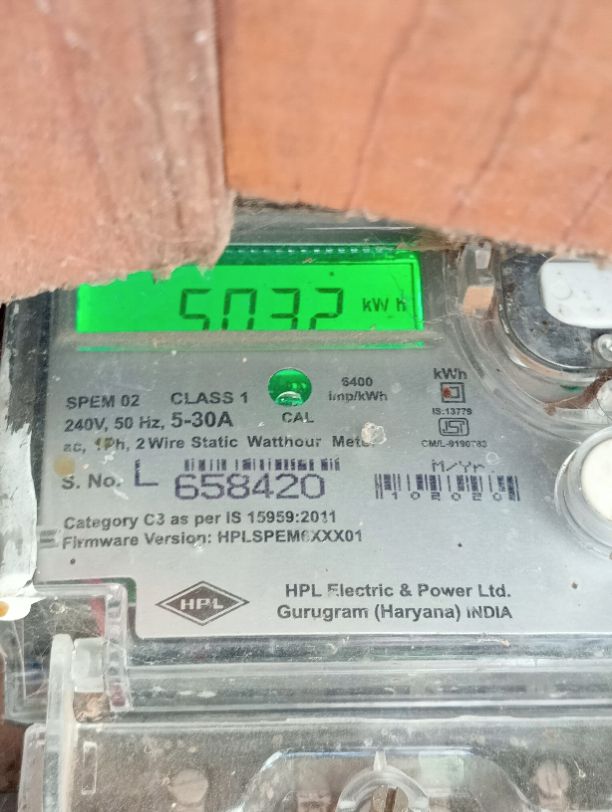 5032 kWh
SPEM 02 CLASS 1 6400 imp/kWh kWh
240V, 50 Hz, 5-30A CAL IS:13779
ac, 1Ph, 2 Wire Static Watthour Meter
ISI
S. No. L 658420
M/Yr.
102020
Category C3 as per IS 15959:2011
Firmware Version: HPLSPEM6XXX01
HPL
HPL Electric & Power Ltd.
Gurugram (Haryana) INDIA